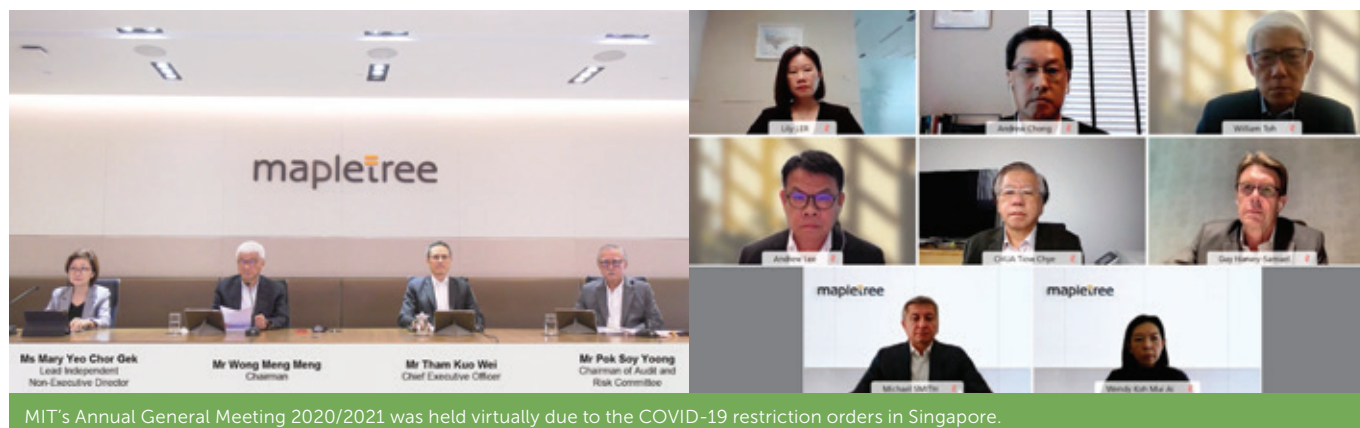 mapletree
Ms Mary Yeo Chor Gek
Lead Independent
Non-Executive Director
Mr Wong Meng Meng
Chairman
Mr Tham Kuo Wei
Chief Executive Officer
Mr Pok Soy Yoong
Chairman of Audit and
Risk Committee
Lily LER
Andrew Chong
William Toh
Andrew Lee
CHUA Tiow Chye
Guy Harvey-Samuel
mapletree
Michael SMITH
mapletree
Wendy Koh Mui Ai
MIT's Annual General Meeting 2020/2021 was held virtually due to the COVID-19 restriction orders in Singapore.